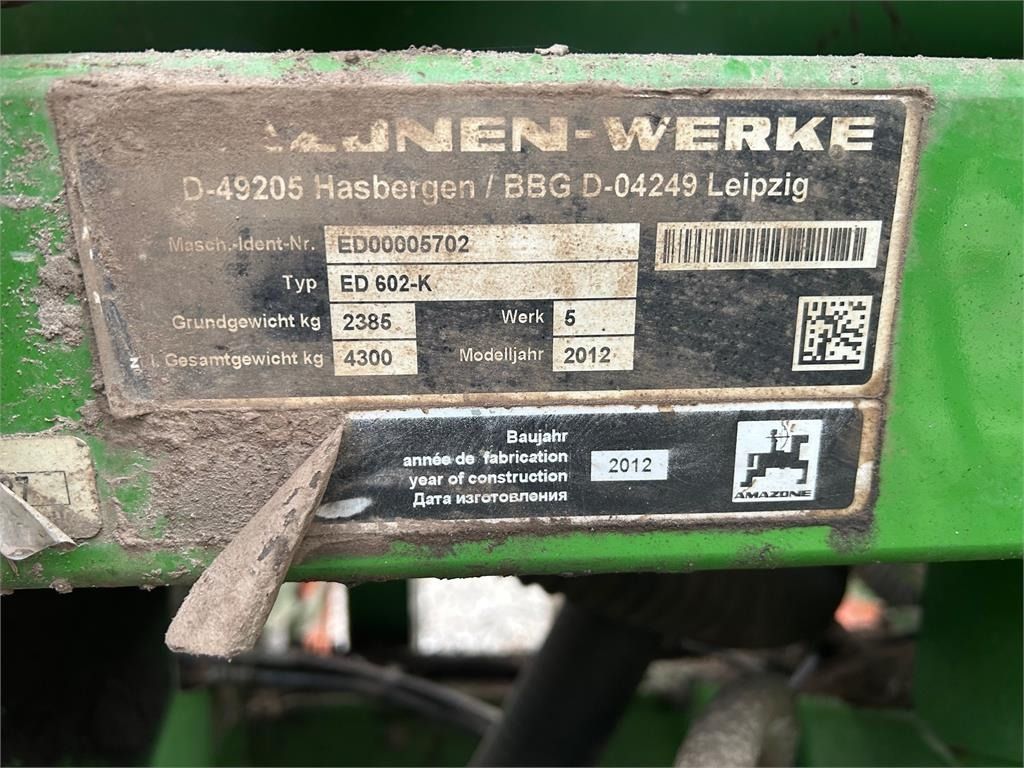 ZONEN-WERKE
D-49205 Hasbergen / BBG D-04249 Leipzig
Masch.-Ident-Nr. ED00005702
Typ ED 602-K
Grundgewicht kg 2385 Werk 5
z l. Gesamtgewicht kg 4300 Modelljahr 2012
Baujahr
année de fabrication
year of construction
Дата изготовления
2012
AMAZONE